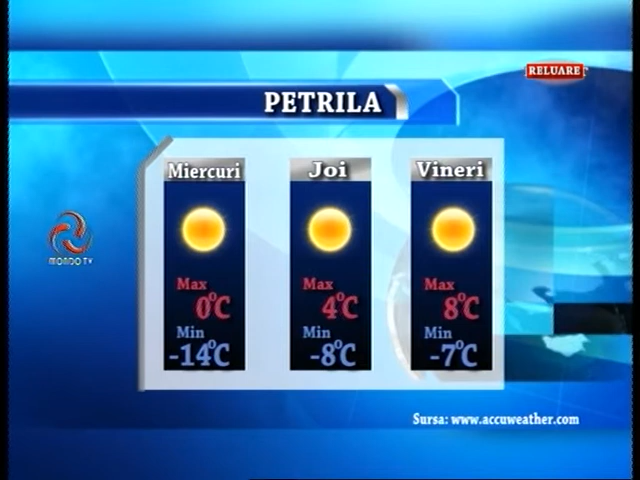 RELUARE
PETRILA
Miercuri
Max
0°C
Min
-14°C
Joi
Max
4°C
Min
-8°C
Vineri
Max
8°C
Min
-7°C
MONDO TV
Sursa: www.accuweather.com